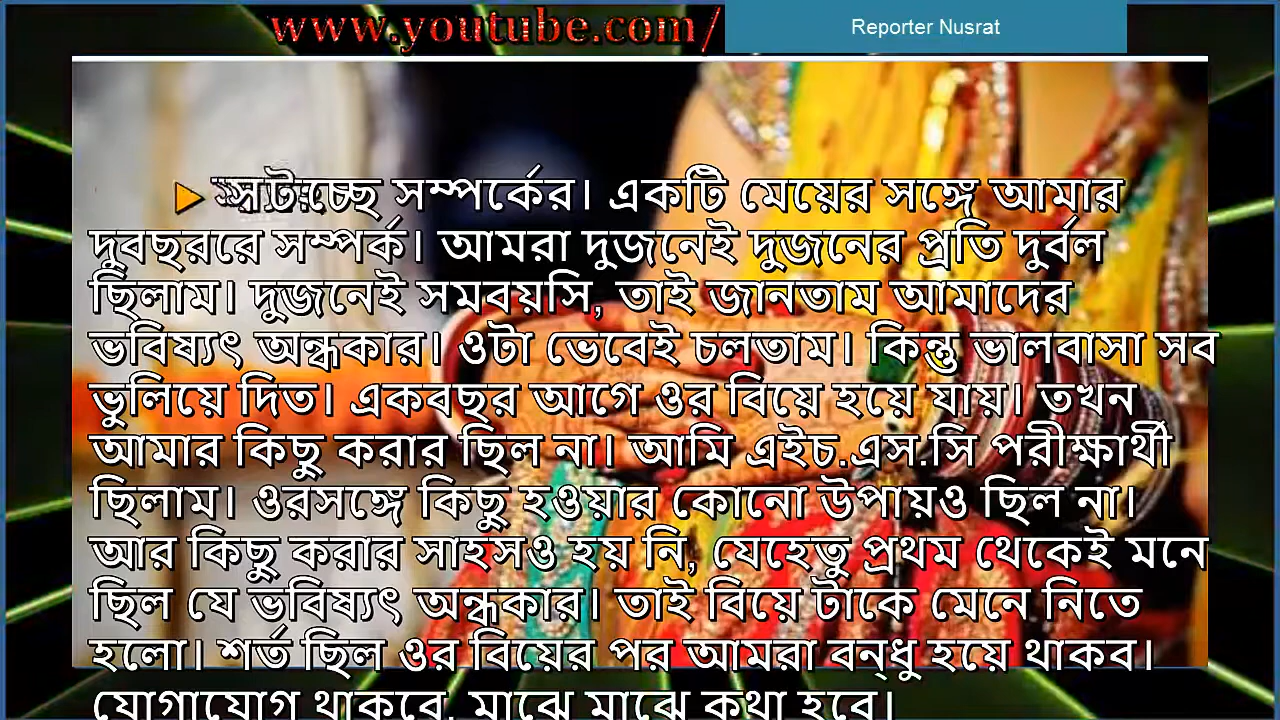 www.youtube.com/
Reporter Nusrat
সম্পর্কের। একটি মেয়ের সঙ্গে আমার
দুবছররে সম্পর্ক। আমরা দুজনেই দুজনের প্রতি দুর্বল
ছিলাম। দুজনেই সমবয়সি, তাই জানতাম আমাদের
ভবিষ্যৎ অন্ধকার। ওটা ভেবেই চলতাম। কিন্তু ভালবাসা সব
ভুলিয়ে দিত। একবছর আগে ওর বিয়ে হয়ে যায়। তখন
আমার কিছু করার ছিল না। আমি এইচ.এস.সি পরীক্ষার্থী
ছিলাম। ওরসঙ্গে কিছু হওয়ার কোনো উপায়ও ছিল না।
আর কিছু করার সাহসও হয় নি, যেহেতু প্রথম থেকেই মনে
ছিল যে ভবিষ্যৎ অন্ধকার। তাই বিয়ে টাকে মেনে নিতে
হলো। শর্ত ছিল ওর বিয়ের পর আমরা বন্ধু হয়ে থাকব।
যোগাযোগ থাকবে, মাঝে মাঝে কথা হবে।